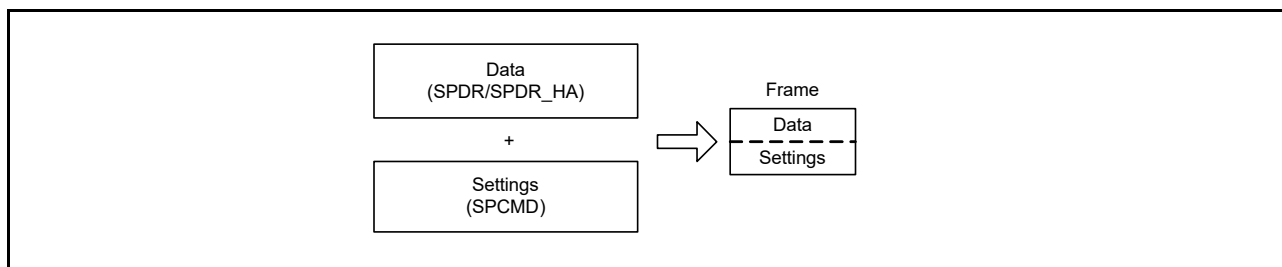 Data
(SPDR/SPDR_HA)
+
Settings
(SPCMD)
Frame
Data
Settings